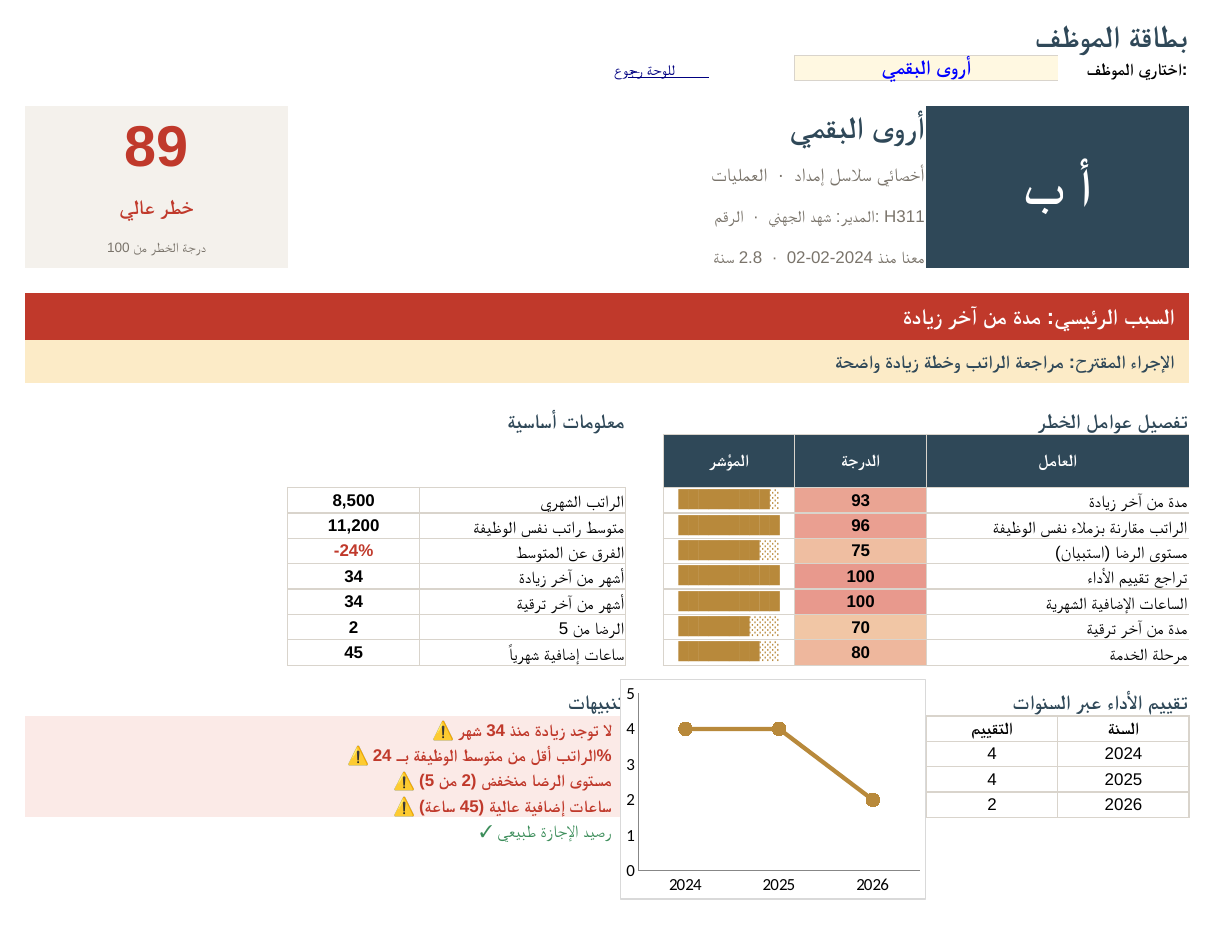 بطاقة الموظف
اختاري الموظف:
أروى البقمي
للوحة رجوع
أ ب
أروى البقمي
أخصائي سلاسل إمداد · العمليات
المدير: شهد الجهني · الرقم: H311
معنا منذ 2024-02-02 · 2.8 سنة
89
خطر عالي
درجة الخطر من 100
السبب الرئيسي: مدة من آخر زيادة
الإجراء المقترح: مراجعة الراتب وخطة زيادة واضحة
تفصيل عوامل الخطر
العامل الدرجة المؤشر
مدة من آخر زيادة 93
الراتب مقارنة بزملاء نفس الوظيفة 96
مستوى الرضا (استبيان) 75
تراجع تقييم الأداء 100
الساعات الإضافية الشهرية 100
مدة من آخر ترقية 70
مرحلة الخدمة 80
معلومات أساسية
الراتب الشهري 8,500
متوسط راتب نفس الوظيفة 11,200
الفرق عن المتوسط -24%
أشهر من آخر زيادة 34
أشهر من آخر ترقية 34
الرضا من 5 2
ساعات إضافية شهرياً 45
تقييم الأداء عبر السنوات
السنة التقييم
2024 4
2025 4
2026 2
5
4
3
2
1
0
2024 2025 2026
تنبيهات
لا توجد زيادة منذ 34 شهر ⚠️
الراتب أقل من متوسط الوظيفة بـ 24% ⚠️
مستوى الرضا منخفض (2 من 5) ⚠️
ساعات إضافية عالية (45 ساعة) ⚠️
رصيد الإجازة طبيعي ✓